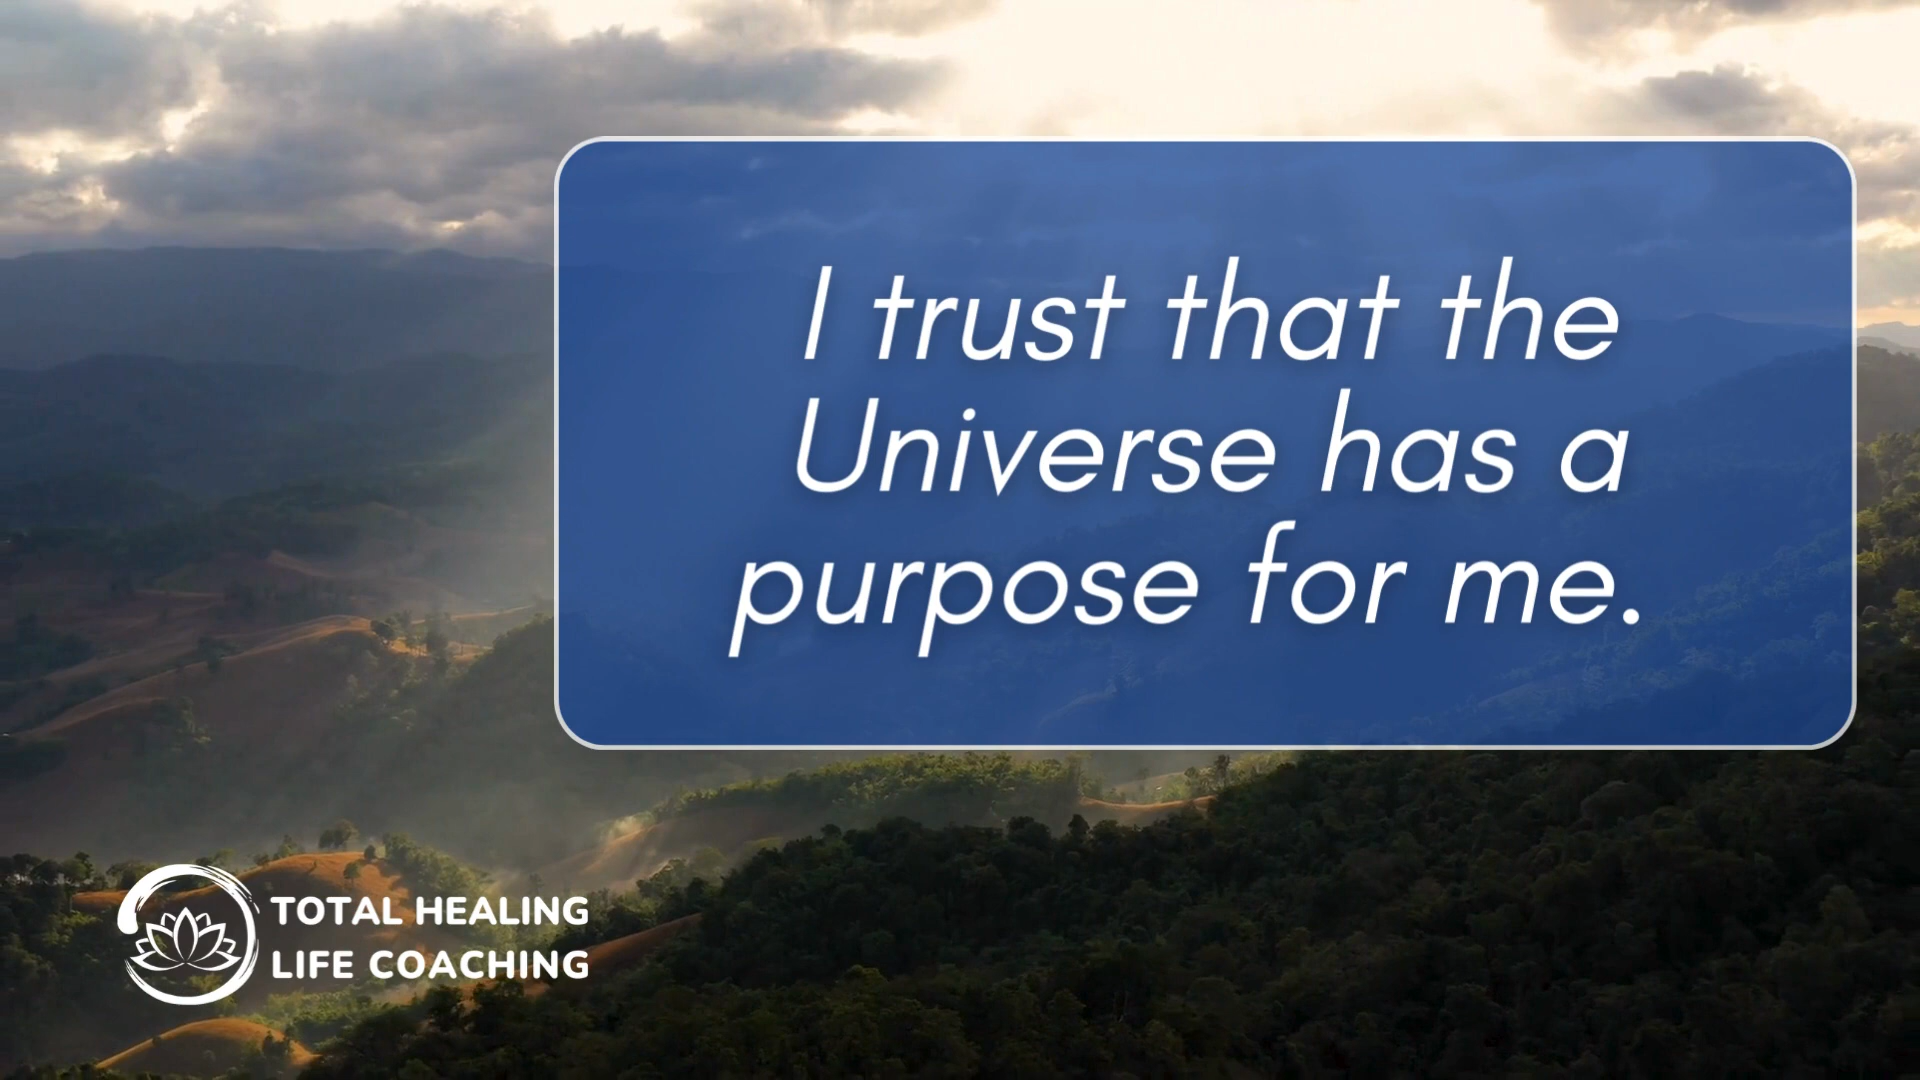 I trust that the
Universe has a
purpose for me.
TOTAL HEALING
LIFE COACHING